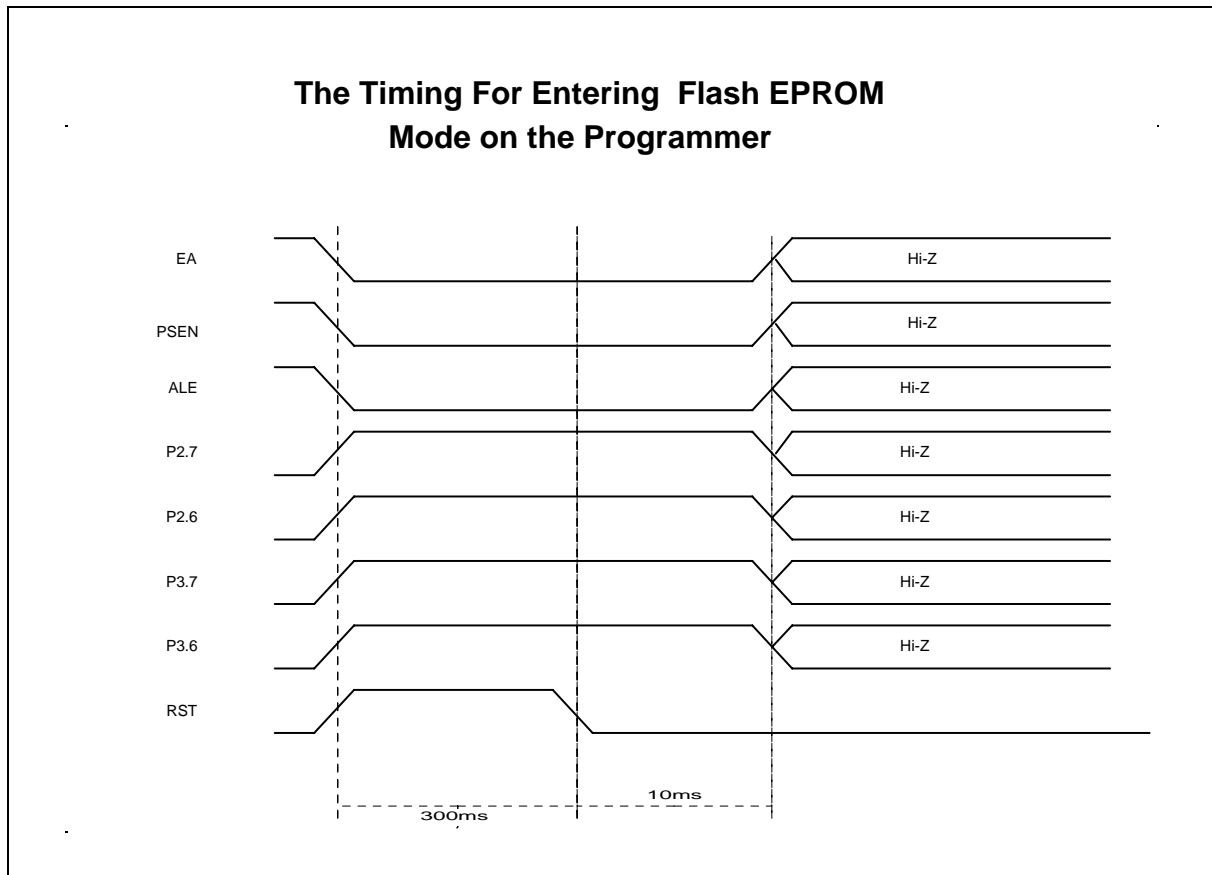 The Timing For Entering Flash EPROM
Mode on the Programmer
EA
Hi-Z
PSEN
Hi-Z
ALE
Hi-Z
P2.7
Hi-Z
P2.6
Hi-Z
P3.7
Hi-Z
P3.6
Hi-Z
RST
10ms
300ms